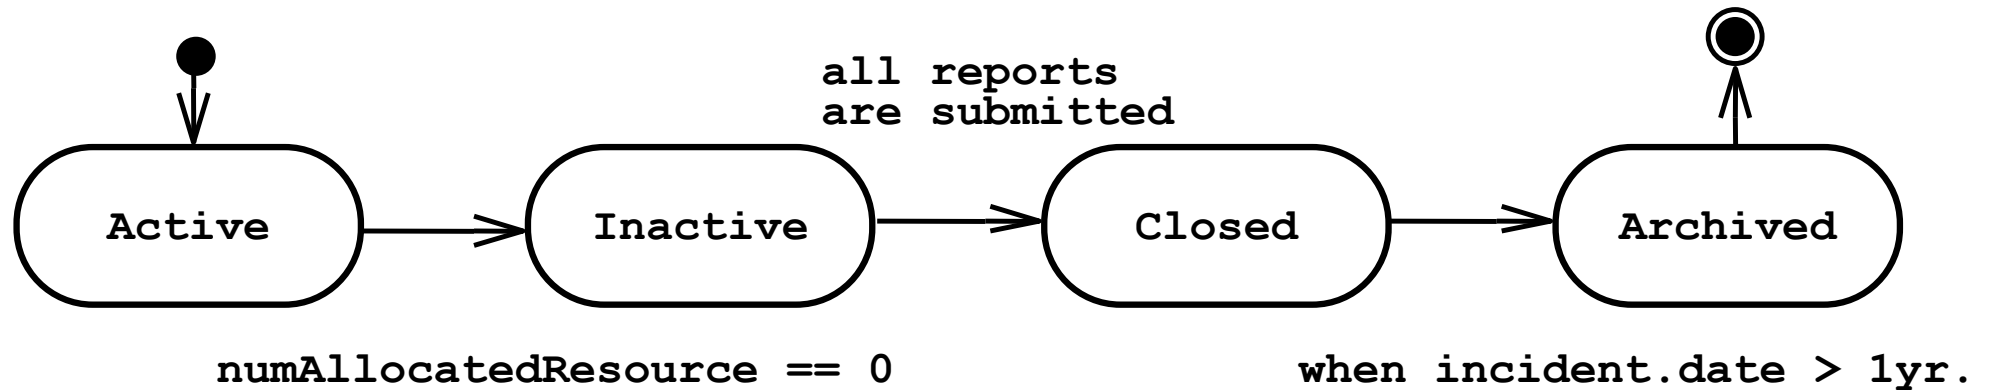 all reports
are submitted
Active
Inactive
Closed
Archived
numAllocatedResource == 0
when incident.date > 1yr.